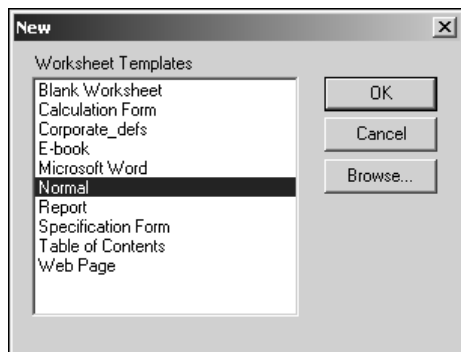 New
Worksheet Templates
Blank Worksheet
Calculation Form
Corporate_defs
E-book
Microsoft Word
Normal
Report
Specification Form
Table of Contents
Web Page
OK
Cancel
Browse...